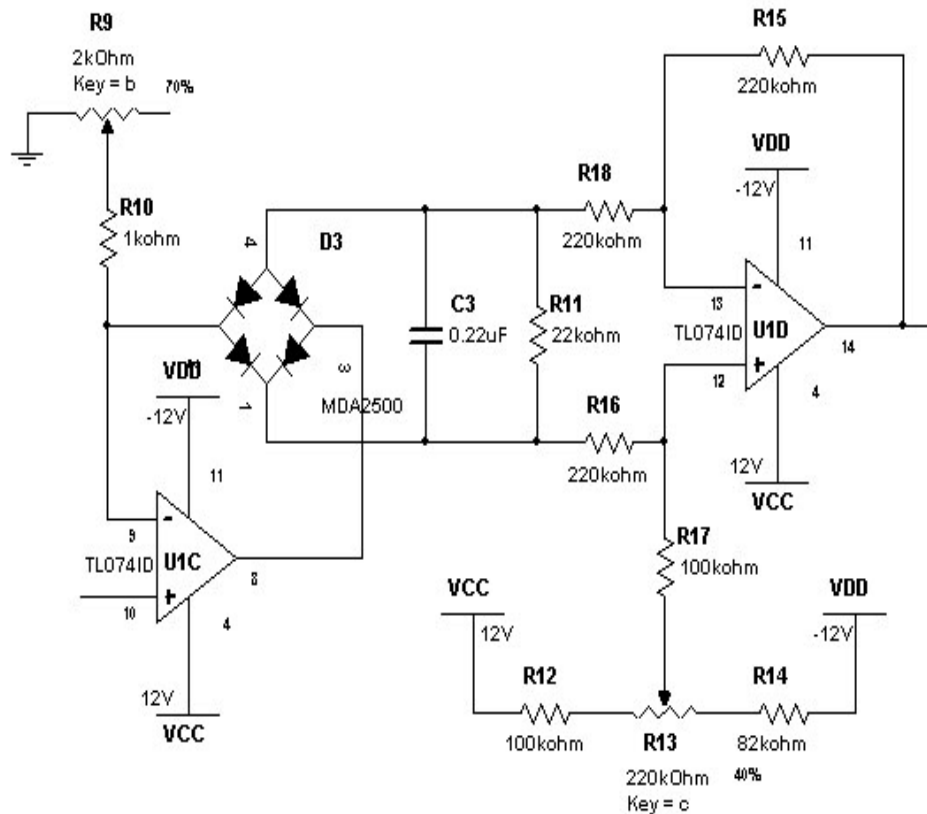 R9
2kOhm
Key = b 70%
R10
1kohm
4
D3
3
1
MDA2500
VDD
-12V
11
9
TL074ID
U1C
8
10
4
12V
VCC
C3
0.22uF
R11
22kohm
R18
220kohm
R16
220kohm
R15
220kohm
VDD
-12V
11
13
TL074ID
U1D
14
12
4
12V
VCC
R17
100kohm
VCC
12V
R12
100kohm
R13
220kOhm
Key = c
40%
R14
82kohm
VDD
-12V